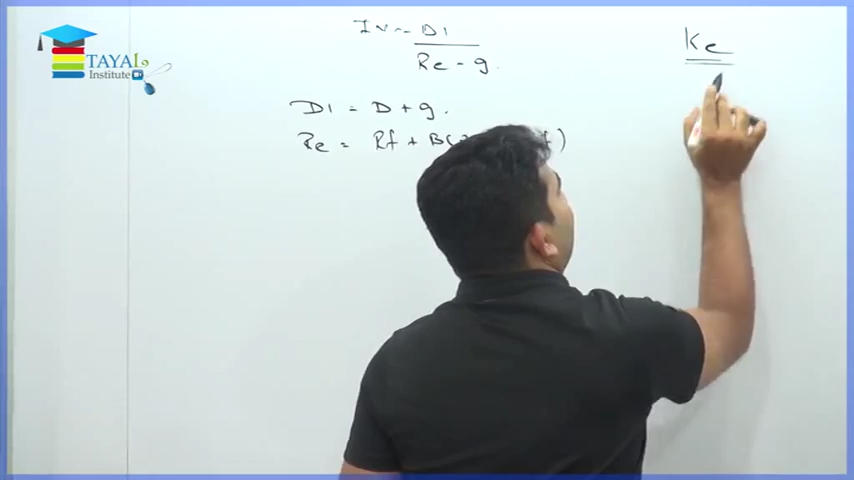 TAYAL
Institute
Iv = D1
Re - g
D1 = D + g.
Re = Rf + B(
f)
Ke